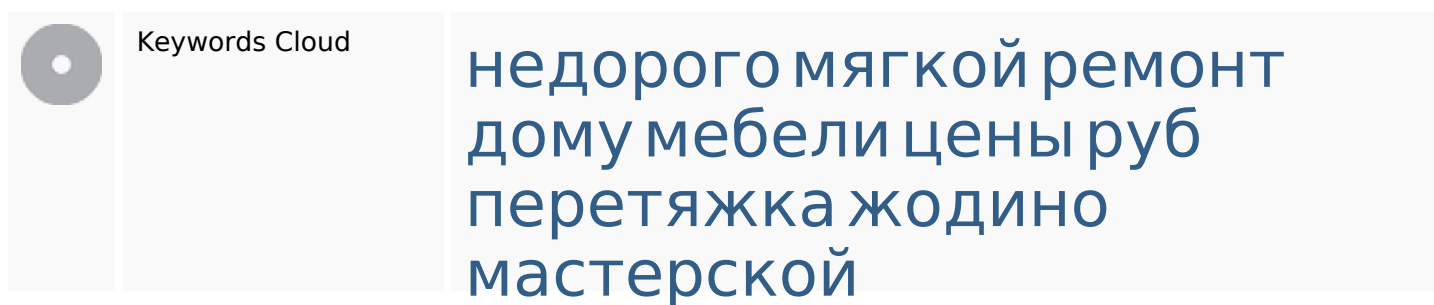 Keywords Cloud
недорого мягкой ремонт
дому мебели цены руб
перетяжка жодино
мастерской